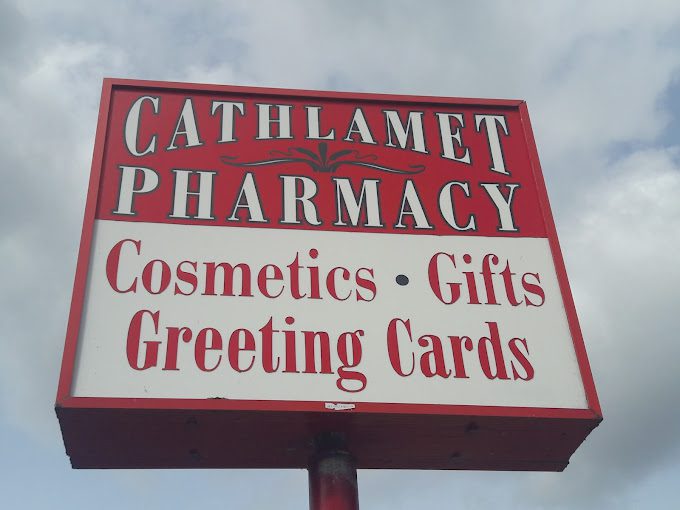 CATHLAMET
PHARMACY
Cosmetics • Gifts
Greeting Cards